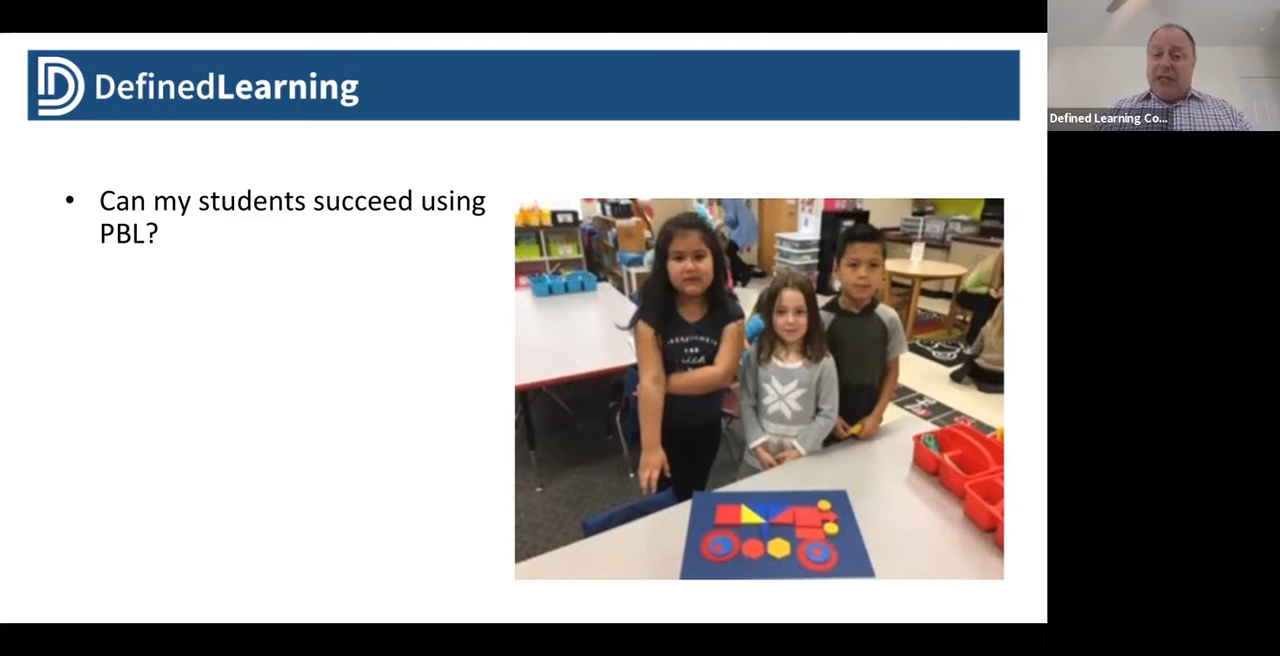 DefinedLearning
Defined Learning Co...
• Can my students succeed using
PBL?